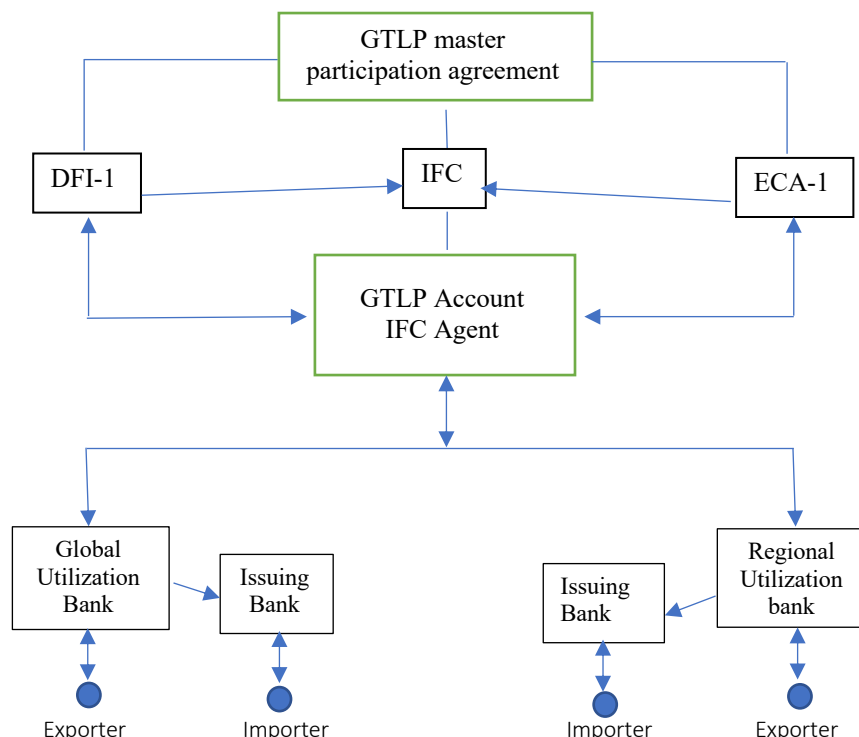 GTLP master
participation agreement
DFI-1
IFC
ECA-1
GTLP Account
IFC Agent
Global
Utilization
Bank
Issuing
Bank
Issuing
Bank
Regional
Utilization
bank
Exporter
Importer
Importer
Exporter